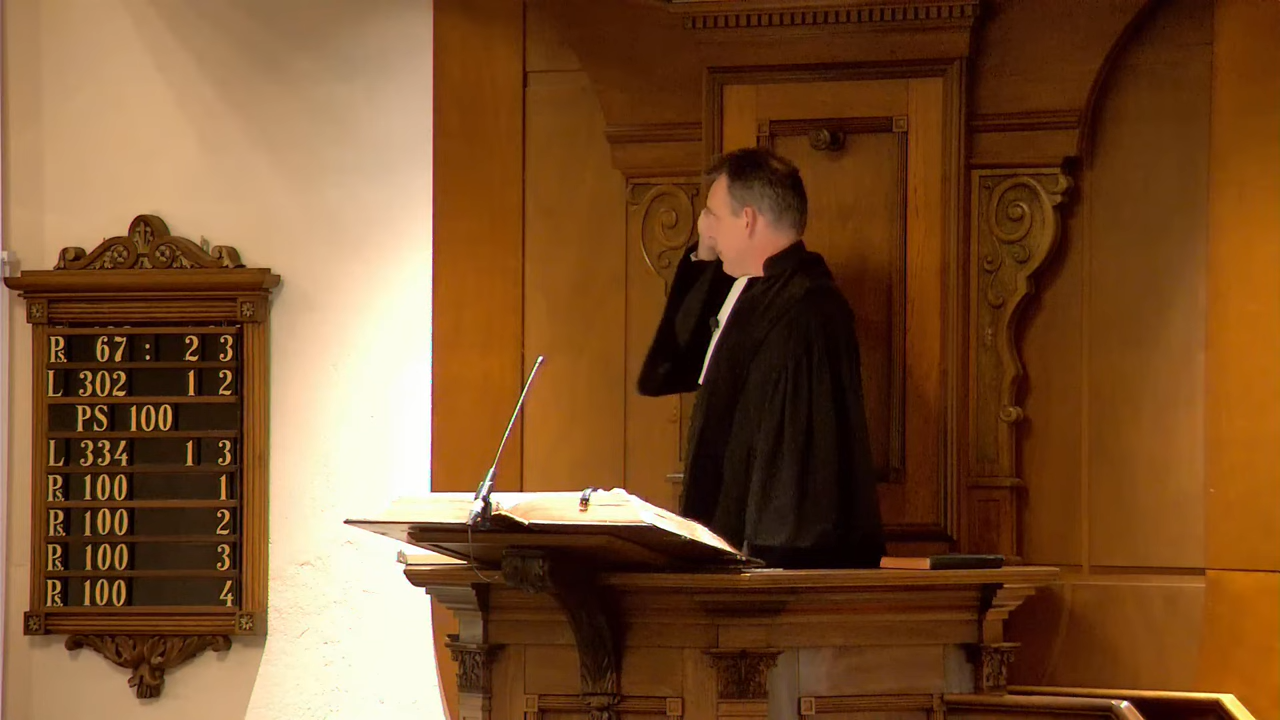 Ps. 67 : 2 3
L 302 1 2
PS 100
L 334 1 3
Ps. 100 1
Ps. 100 2
Ps. 100 3
Ps. 100 4